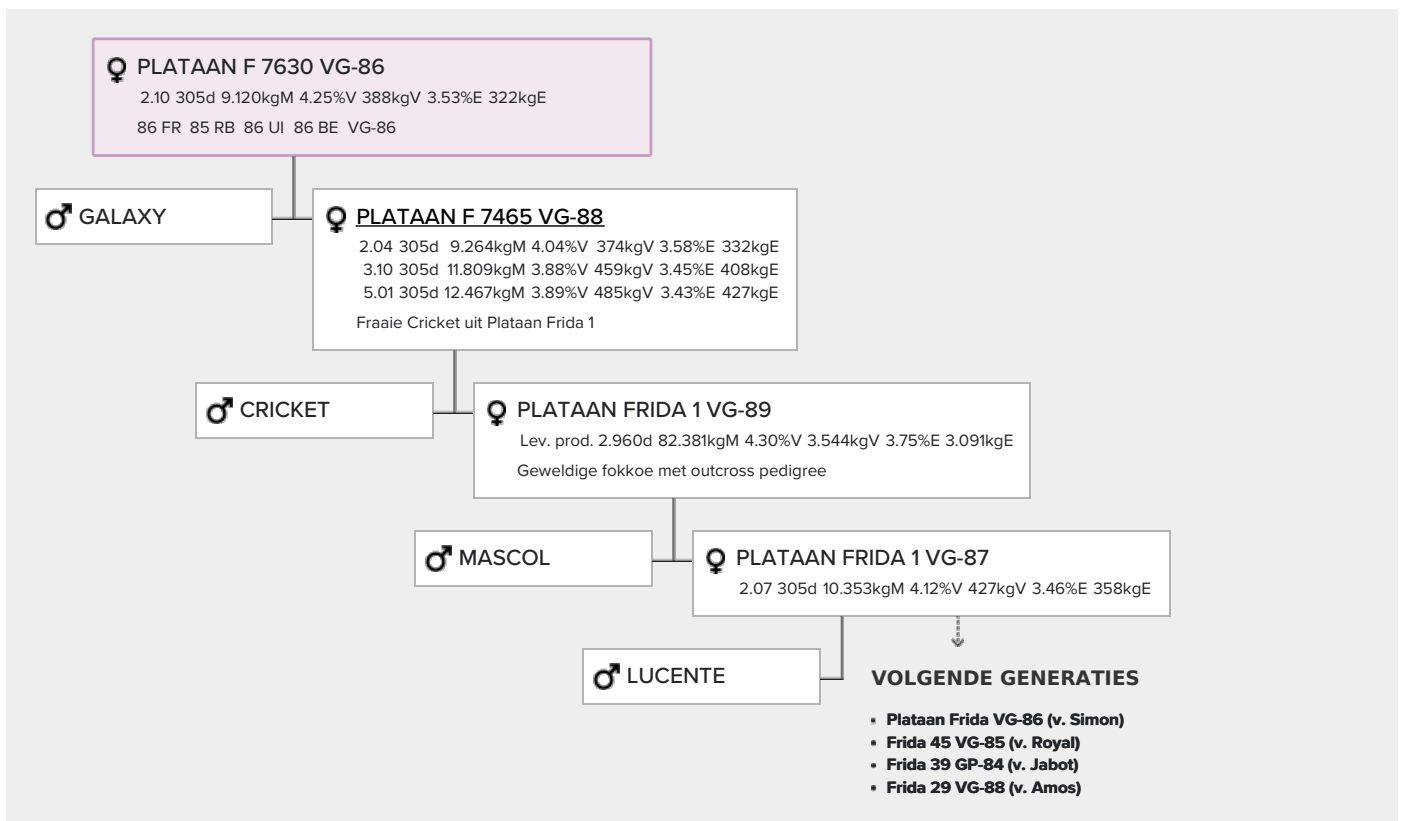 PLATAAN F 7630 VG-86
2.10 305d 9.120kgM 4.25%V 388kgV 3.53%E 322kgE
86 FR 85 RB 86 UI 86 BE VG-86
GALAXY
PLATAAN F 7465 VG-88
2.04 305d 9.264kgM 4.04%V 374kgV 3.58%E 332kgE
3.10 305d 11.809kgM 3.88%V 459kgV 3.45%E 408kgE
5.01 305d 12.467kgM 3.89%V 485kgV 3.43%E 427kgE
Fraaie Cricket uit Plataan Frida 1
CRICKET
PLATAAN FRIDA 1 VG-89
Lev. prod. 2.960d 82.381kgM 4.30%V 3.544kgV 3.75%E 3.091kgE
Geweldige fokkoe met outcross pedigree
MASCOL
PLATAAN FRIDA 1 VG-87
2.07 305d 10.353kgM 4.12%V 427kgV 3.46%E 358kgE
LUCENTE
VOLGENDE GENERATIES
Plataan Frida VG-86 (v. Simon)
Frida 45 VG-85 (v. Royal)
Frida 39 GP-84 (v. Jabot)
Frida 29 VG-88 (v. Amos)